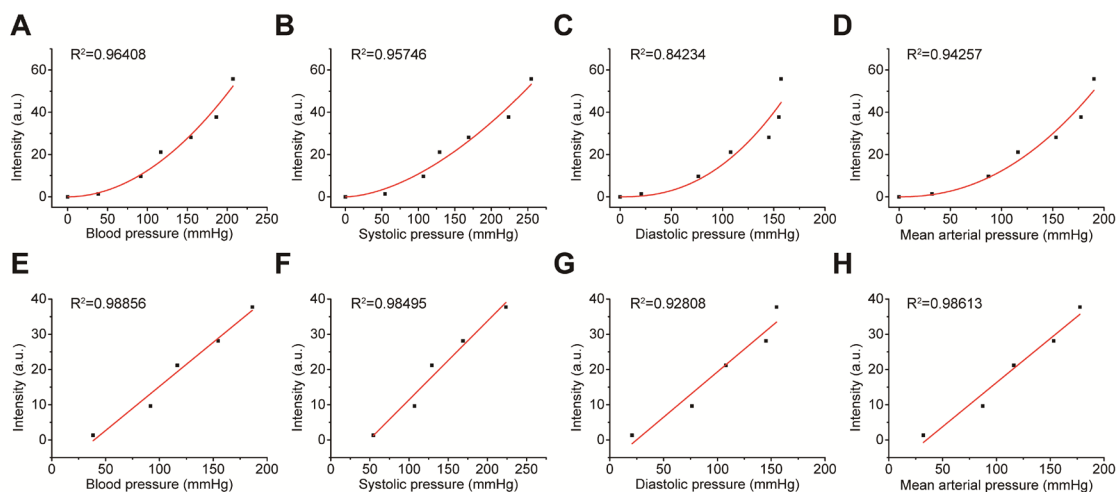 A
B
C
D
R²=0.96408
R²=0.95746
R²=0.84234
R²=0.94257
Intensity (a.u.)
60
40
20
0
0 50 100 150 200 250
Blood pressure (mmHg)
Intensity (a.u.)
60
40
20
0
0 50 100 150 200 250
Systolic pressure (mmHg)
Intensity (a.u.)
60
40
20
0
0 50 100 150 200
Diastolic pressure (mmHg)
Intensity (a.u.)
60
40
20
0
0 50 100 150 200
Mean arterial pressure (mmHg)
E
F
G
H
R²=0.98856
R²=0.98495
R²=0.92808
R²=0.98613
Intensity (a.u.)
40
30
20
10
0
0 50 100 150 200
Blood pressure (mmHg)
Intensity (a.u.)
40
30
20
10
0
0 50 100 150 200 250
Systolic pressure (mmHg)
Intensity (a.u.)
40
30
20
10
0
0 50 100 150 200
Diastolic pressure (mmHg)
Intensity (a.u.)
40
30
20
10
0
0 50 100 150 200
Mean arterial pressure (mmHg)